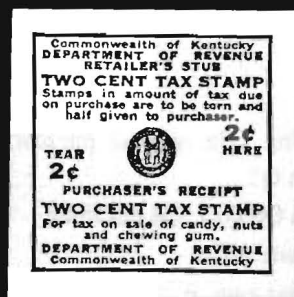 Commonwealth of Kentucky
DEPARTMENT OF REVENUE
RETAILER'S STUB
TWO CENT TAX STAMP
Stamps in amount of tax due
on purchase are to be torn and
half given to purchaser.
2¢
TEAR HERE
2¢
PURCHASER'S RECEIPT
TWO CENT TAX STAMP
For tax on sale of candy, nuts
and chewing gum.
DEPARTMENT OF REVENUE
Commonwealth of Kentucky